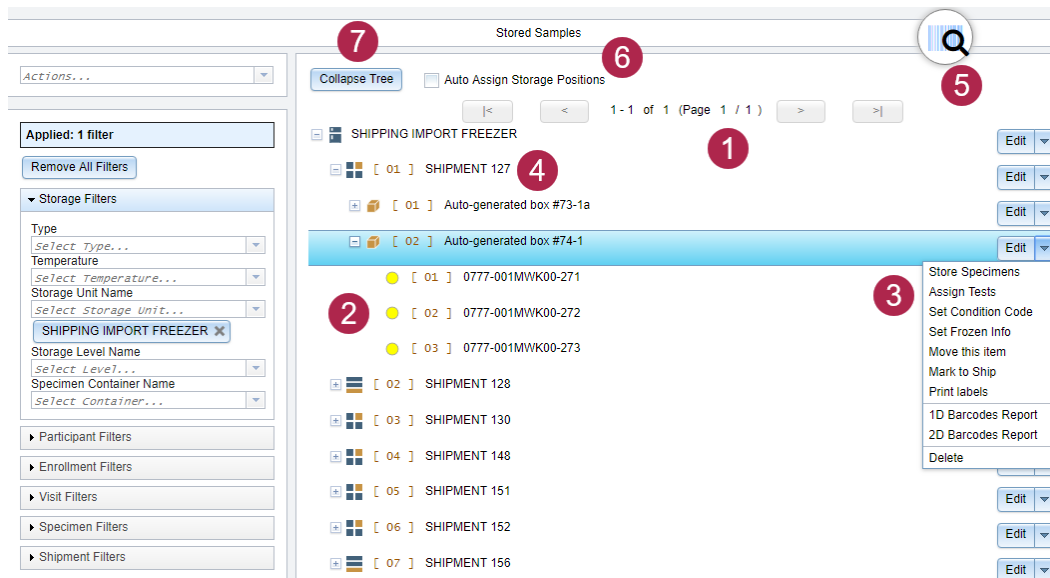 Stored Samples
7
6
5
Actions...
Collapse Tree
Auto Assign Storage Positions
|<
<
1 - 1 of 1 (Page 1 / 1 )
>
>|
1
Applied: 1 filter
Remove All Filters
Storage Filters
Type
Select Type...
Temperature
Select Temperature...
Storage Unit Name
Select Storage Unit...
SHIPPING IMPORT FREEZER
Storage Level Name
Select Level...
Specimen Container Name
Select Container...
Participant Filters
Enrollment Filters
Visit Filters
Specimen Filters
Shipment Filters
SHIPPING IMPORT FREEZER
Edit
[ 01 ] SHIPMENT 127
4
Edit
[ 01 ] Auto-generated box #73-1a
Edit
[ 02 ] Auto-generated box #74-1
Edit
2
[ 01 ] 0777-001MWK00-271
[ 02 ] 0777-001MWK00-272
[ 03 ] 0777-001MWK00-273
3
Store Specimens
Assign Tests
Set Condition Code
Set Frozen Info
Move this item
Mark to Ship
Print labels
1D Barcodes Report
2D Barcodes Report
Delete
[ 02 ] SHIPMENT 128
[ 03 ] SHIPMENT 130
[ 04 ] SHIPMENT 148
[ 05 ] SHIPMENT 151
Edit
[ 06 ] SHIPMENT 152
Edit
[ 07 ] SHIPMENT 156
Edit